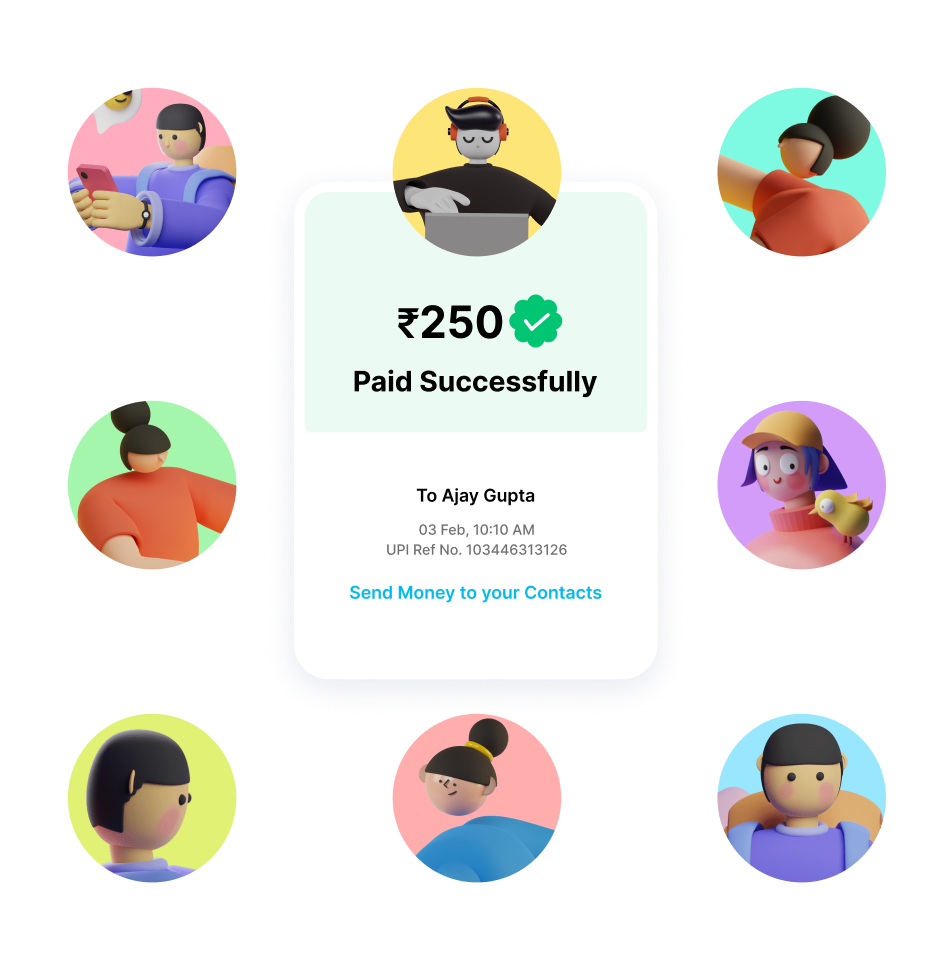 ₹250
Paid Successfully
To Ajay Gupta
03 Feb, 10:10 AM
UPI Ref No. 103446313126
Send Money to your Contacts